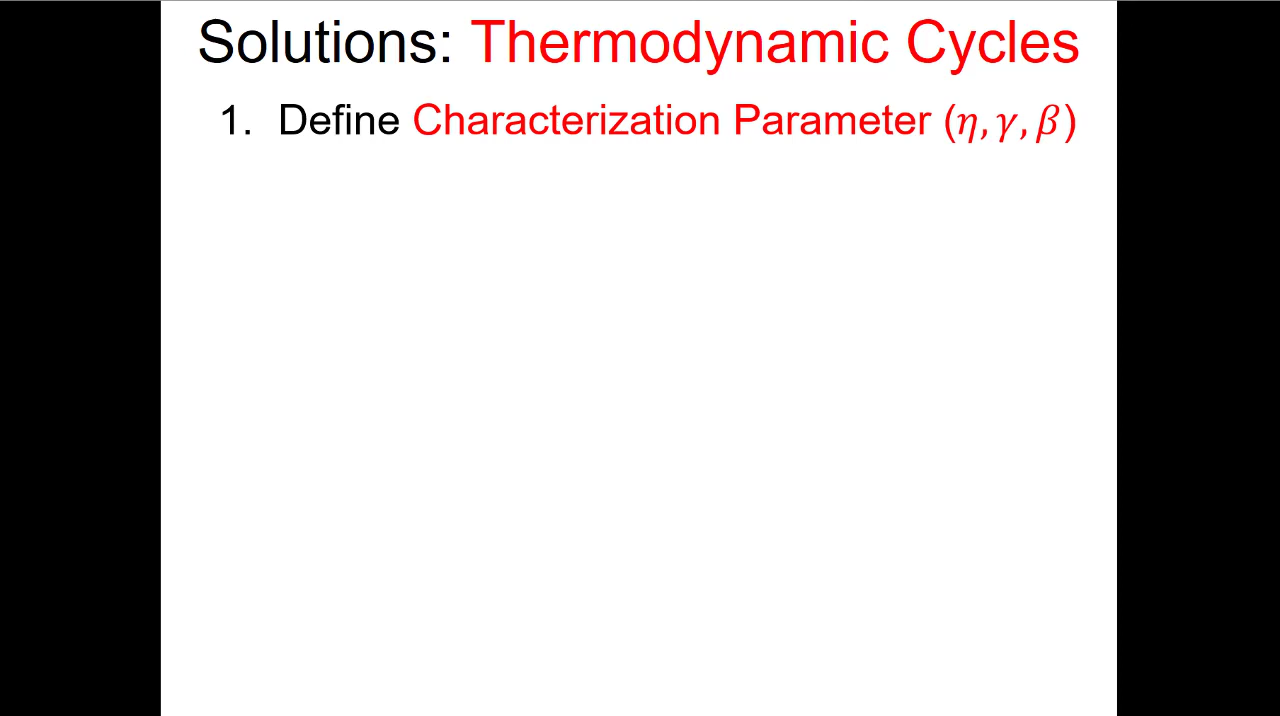 Solutions: Thermodynamic Cycles
1. Define Characterization Parameter (η, γ, β)